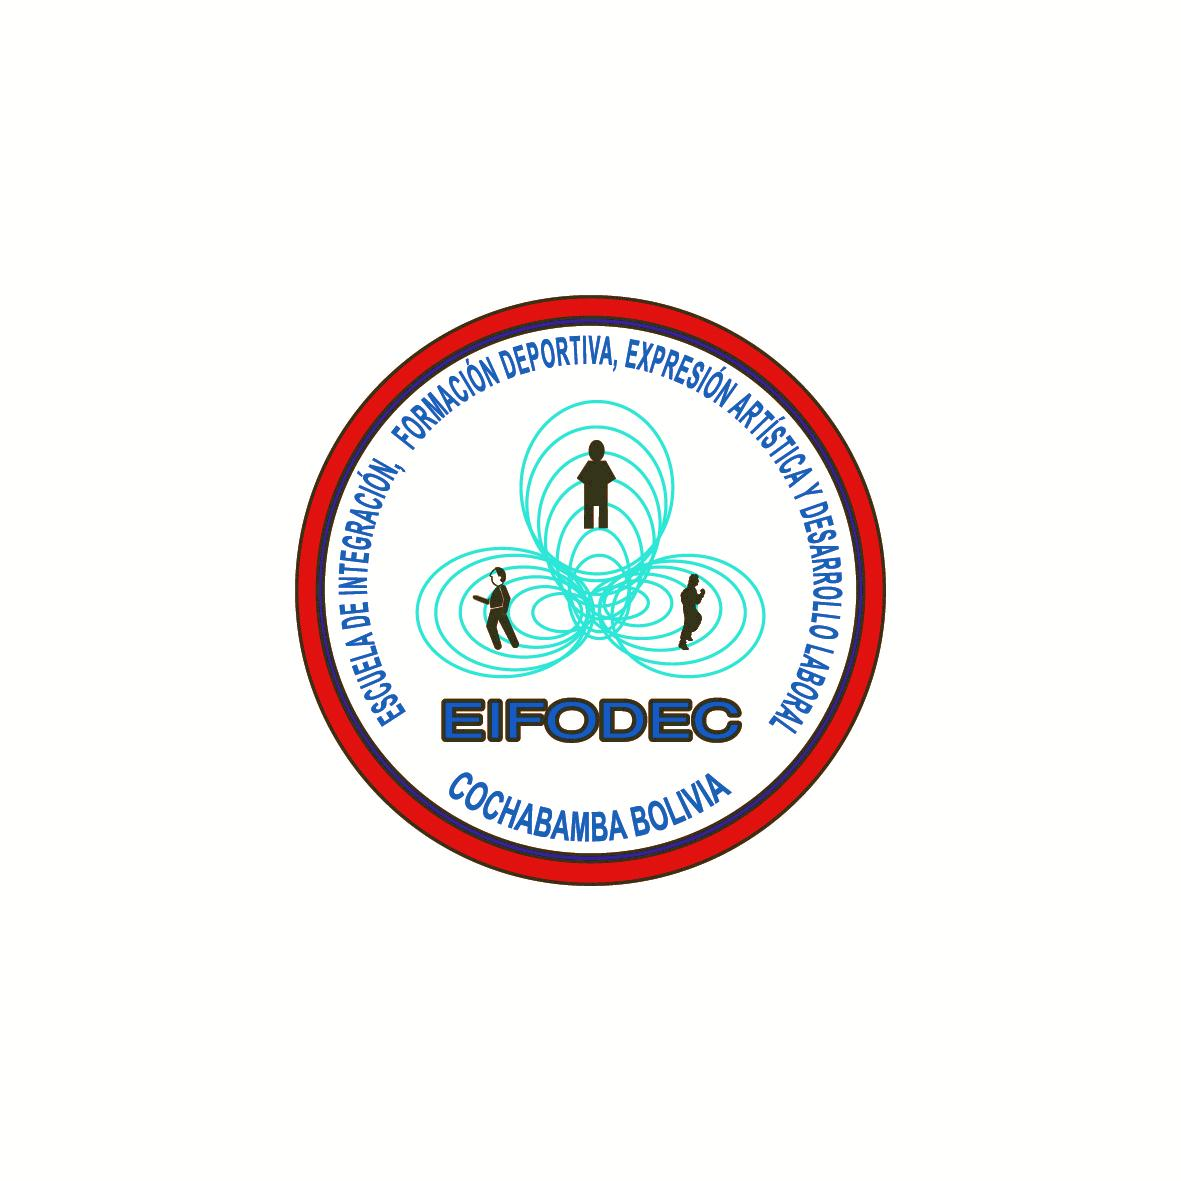 ESCUELA DE INTEGRACIÓN, FORMACIÓN DEPORTIVA, EXPRESIÓN ARTÍSTICA Y DESARROLLO LABORAL
EIFODEC
COCHABAMBA BOLIVIA